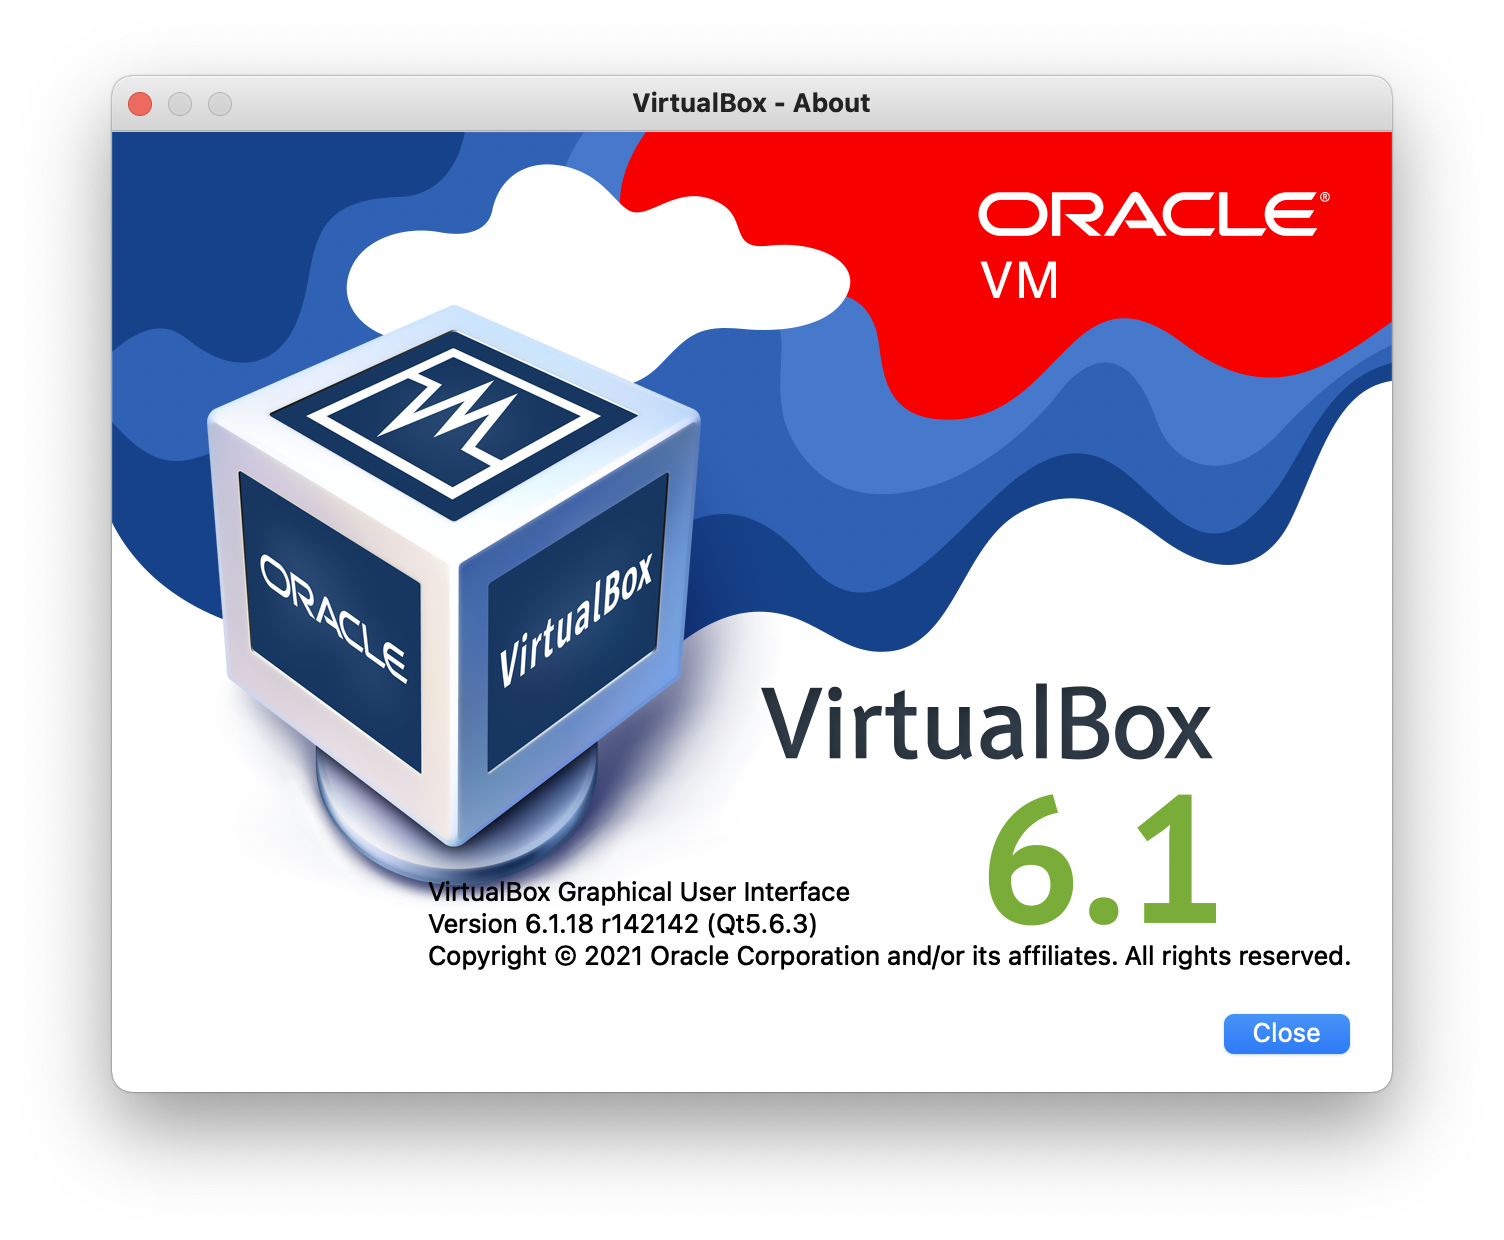 VirtualBox - About
ORACLE®
VM
ORACLE
VirtualBox
VirtualBox
6.1
VirtualBox Graphical User Interface
Version 6.1.18 r142142 (Qt5.6.3)
Copyright © 2021 Oracle Corporation and/or its affiliates. All rights reserved.
Close